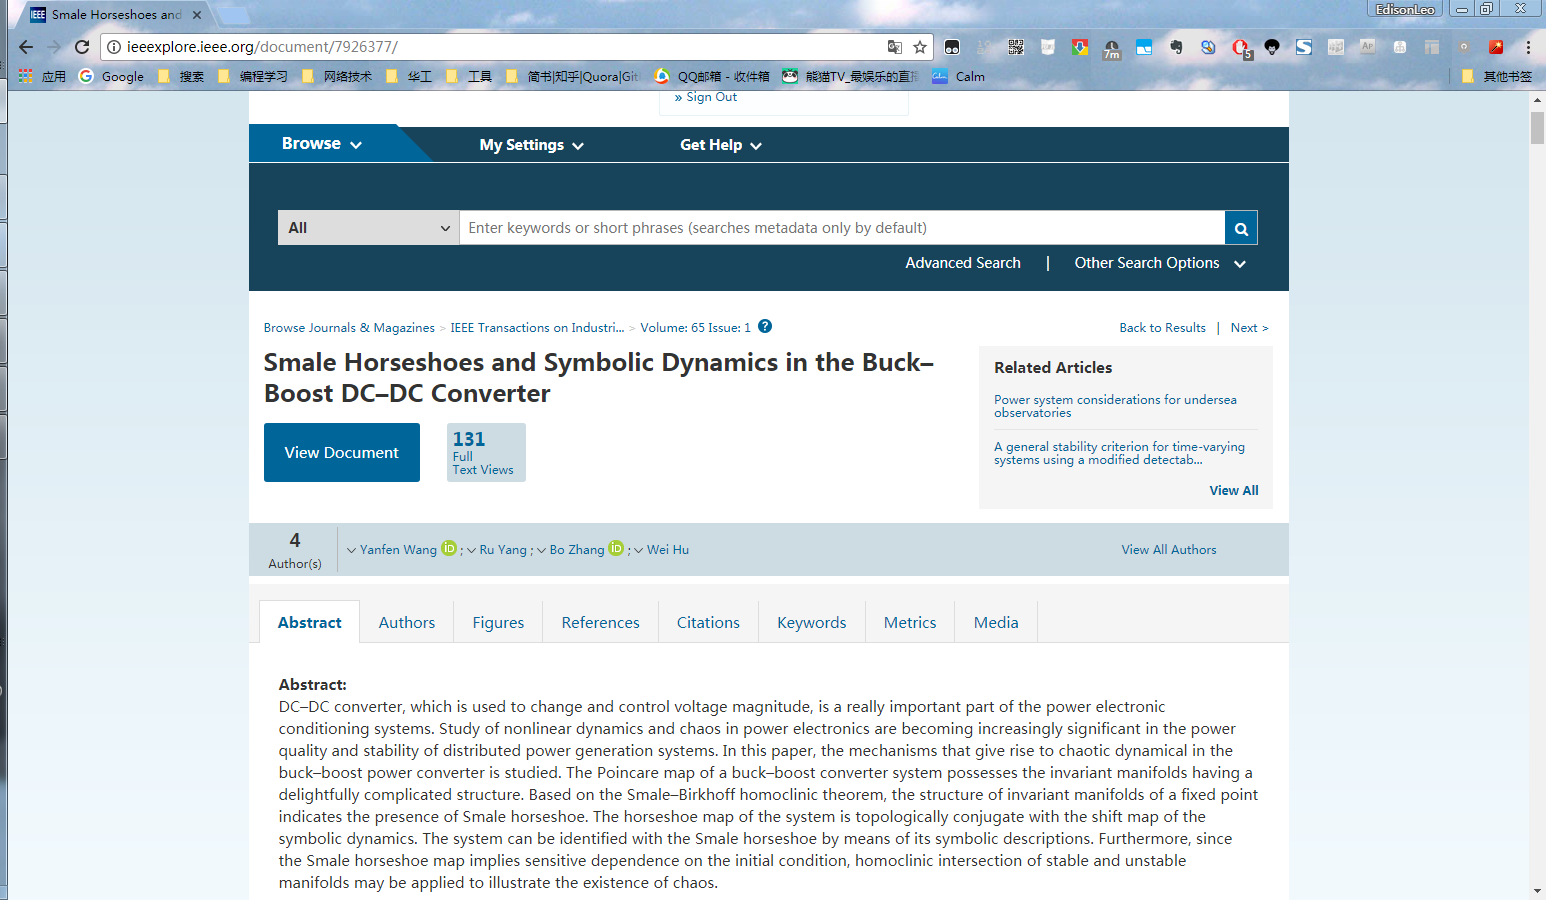 Smale Horseshoes and
EdisonLeo
ieeexplore.ieee.org/document/7926377/
7m
5
应用 Google 搜索 编程学习 网络技术 华工 工具 简书|知乎|Quora|Git QQ邮箱 - 收件箱 熊猫TV_最娱乐的直播 Calm 其他书签
» Sign Out
Browse My Settings Get Help
All Enter keywords or short phrases (searches metadata only by default)
Advanced Search | Other Search Options
Browse Journals & Magazines > IEEE Transactions on Industri... > Volume: 65 Issue: 1 ?
Back to Results | Next >
Smale Horseshoes and Symbolic Dynamics in the Buck–
Boost DC–DC Converter
View Document
131
Full
Text Views
Related Articles
Power system considerations for undersea
observatories
A general stability criterion for time-varying
systems using a modified detectab...
View All
4
Author(s)
Yanfen Wang iD ; Ru Yang ; Bo Zhang iD ; Wei Hu
View All Authors
Abstract Authors Figures References Citations Keywords Metrics Media
Abstract:
DC–DC converter, which is used to change and control voltage magnitude, is a really important part of the power electronic
conditioning systems. Study of nonlinear dynamics and chaos in power electronics are becoming increasingly significant in the power
quality and stability of distributed power generation systems. In this paper, the mechanisms that give rise to chaotic dynamical in the
buck–boost power converter is studied. The Poincare map of a buck–boost converter system possesses the invariant manifolds having a
delightfully complicated structure. Based on the Smale–Birkhoff homoclinic theorem, the structure of invariant manifolds of a fixed point
indicates the presence of Smale horseshoe. The horseshoe map of the system is topologically conjugate with the shift map of the
symbolic dynamics. The system can be identified with the Smale horseshoe by means of its symbolic descriptions. Furthermore, since
the Smale horseshoe map implies sensitive dependence on the initial condition, homoclinic intersection of stable and unstable
manifolds may be applied to illustrate the existence of chaos.